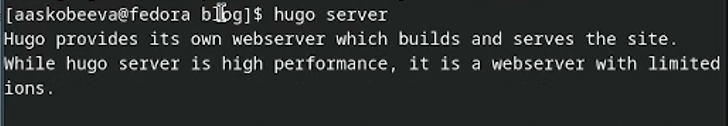 [aaskobeeva@fedora blog]$ hugo server
Hugo provides its own webserver which builds and serves the site.
While hugo server is high performance, it is a webserver with limited
ions.